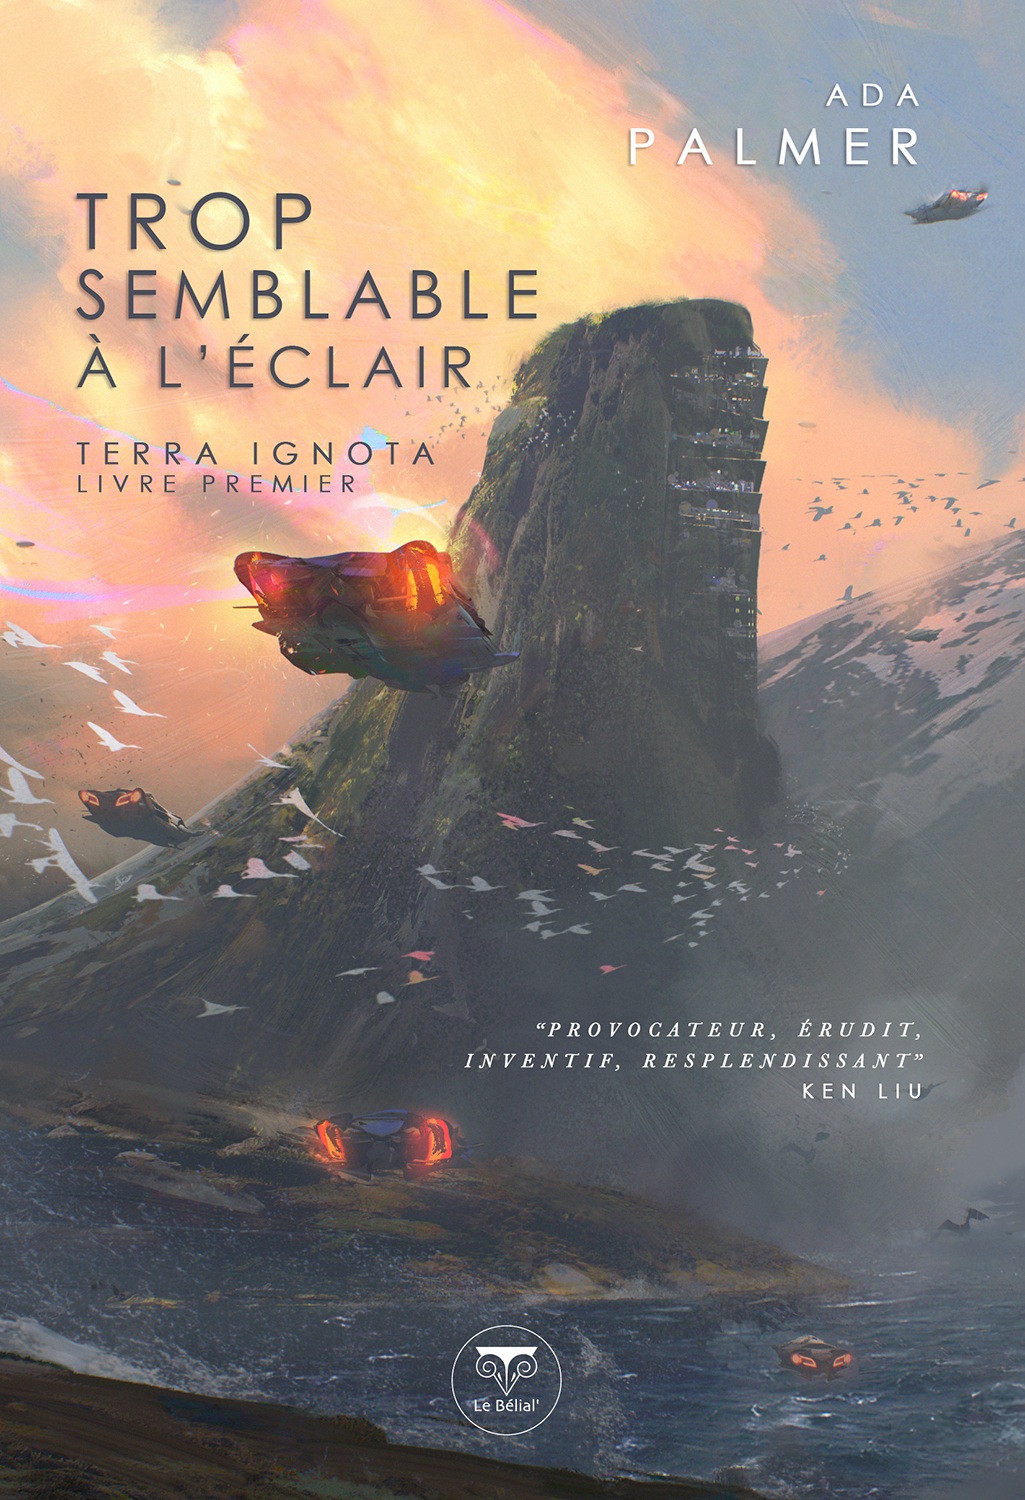 ADA
PALMER
TROP
SEMBLABLE
À L’ÉCLAIR
TERRA IGNOTA
LIVRE PREMIER
“PROVOCATEUR, ÉRUDIT,
INVENTIF, RESPLENDISSANT”
KEN LIU
Le Bélial'